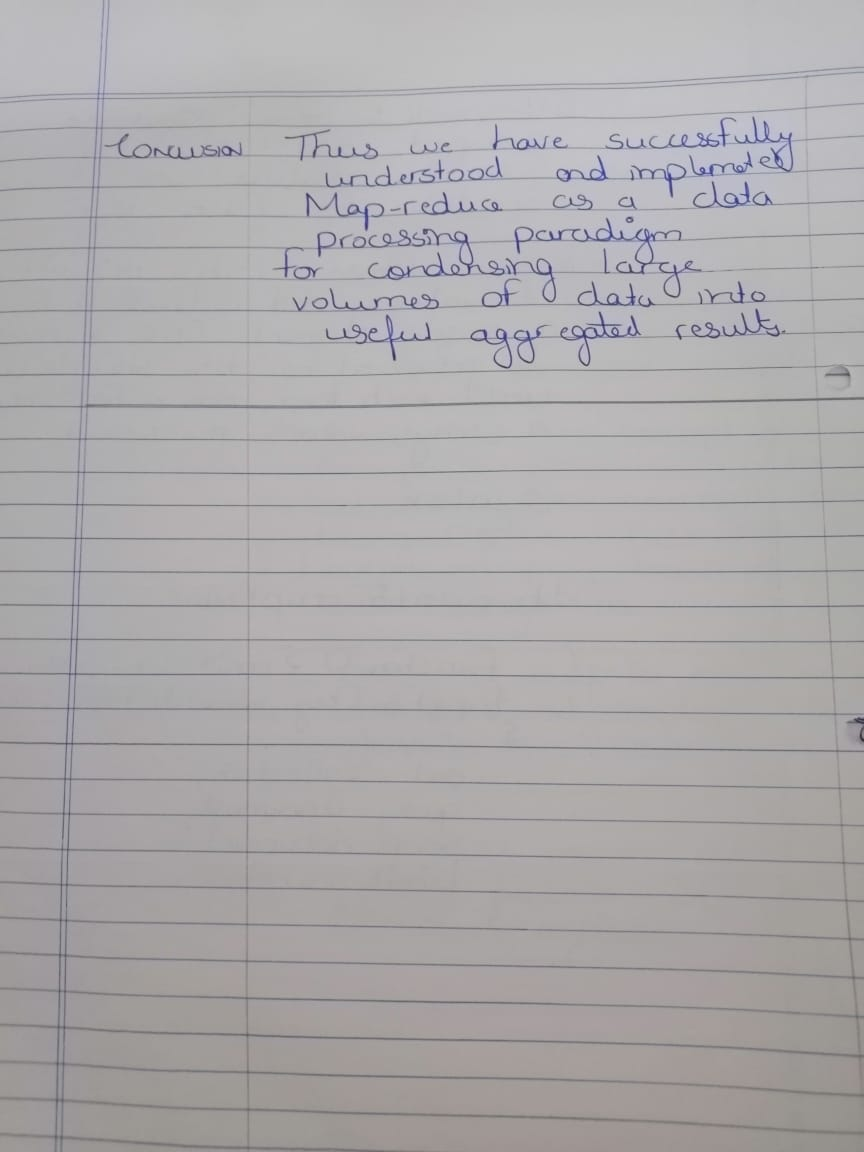 Conclusion Thus we have successfully
understood and implemeted
Map-reduce as a data
processing paradigm
for condensing large
volumes of data into
useful aggregated results.